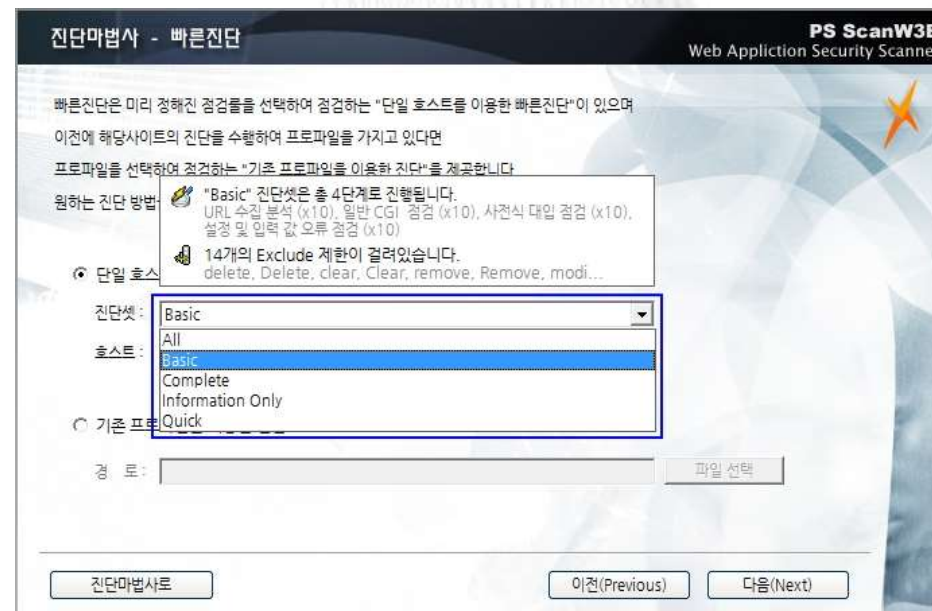 진단마법사 - 빠른진단
PS ScanW3B
Web Appliction Security Scanne
빠른진단은 미리 정해진 점검룰을 선택하여 점검하는 "단일 호스트를 이용한 빠른진단"이 있으며
이전에 해당사이트의 진단을 수행하여 프로파일을 가지고 있다면
프로파일을 선택하여 점검하는 "기존 프로파일을 이용한 진단"을 제공합니다
원하는 진단 방법
"Basic" 진단셋은 총 4단계로 진행됩니다.
URL 수집 분석 (x10), 일반 CGI 점검 (x10), 사전식 대입 점검 (x10),
설정 및 입력 값 오류 점검 (x10)
14개의 Exclude 제한이 걸려있습니다.
delete, Delete, clear, Clear, remove, Remove, modi...
단일 호스
진단셋 : Basic
All
호스트 :
Basic
Complete
Information Only
Quick
기존 프
경 로 :
파일 선택
진단마법사로
이전(Previous)
다음(Next)